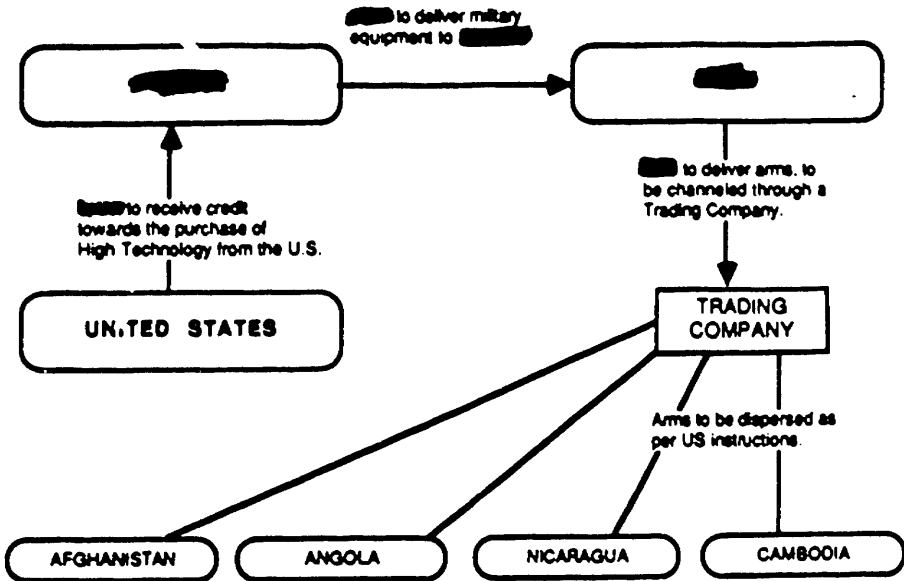 to deliver military
equipment to
to receive credit
towards the purchase of
High Technology from the U.S.
to deliver arms, to
be channeled through a
Trading Company.
UNITED STATES
TRADING
COMPANY
Arms to be dispersed as
per US instructions.
AFGHANISTAN
ANGOLA
NICARAGUA
CAMBODIA